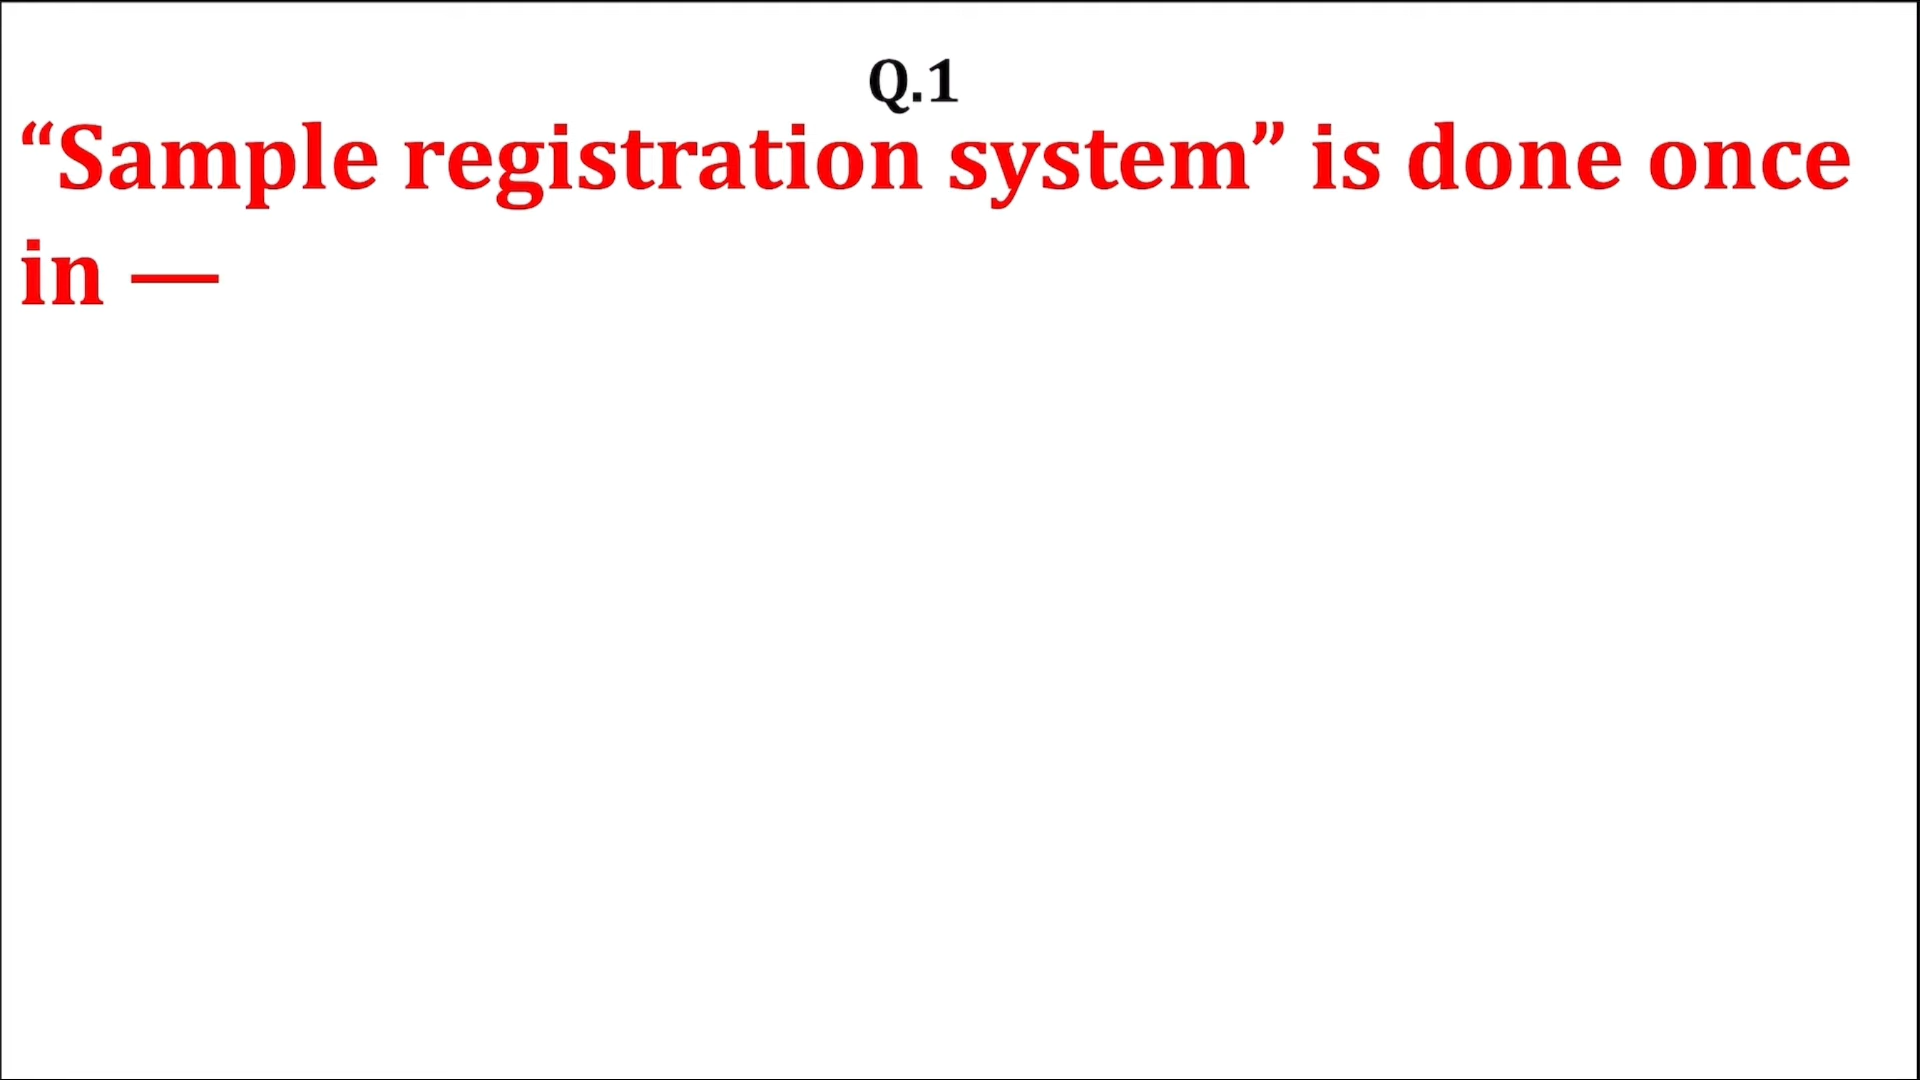 Q.1
“Sample registration system” is done once
in —